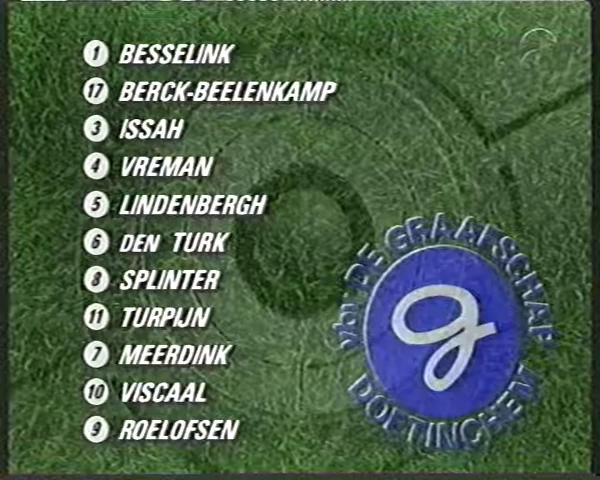 1 BESSELINK
17 BERCK-BEELENKAMP
3 ISSAH
4 VREMAN
5 LINDENBERGH
6 DEN TURK
8 SPLINTER
11 TURPIJN
7 MEERDINK
10 VISCAAL
9 ROELOFSEN
vbv DE GRAAFSCHAP
g
DOETINCHEM